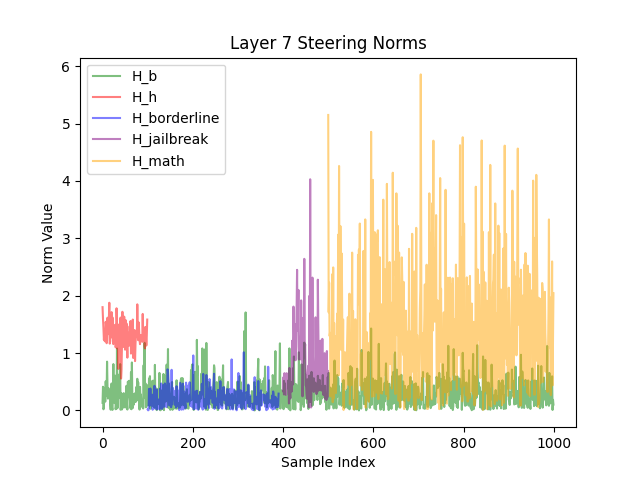 Layer 7 Steering Norms
6
5
4
3
2
1
0
Norm Value
H_b
H_h
H_borderline
H_jailbreak
H_math
0
200
400
600
800
1000
Sample Index